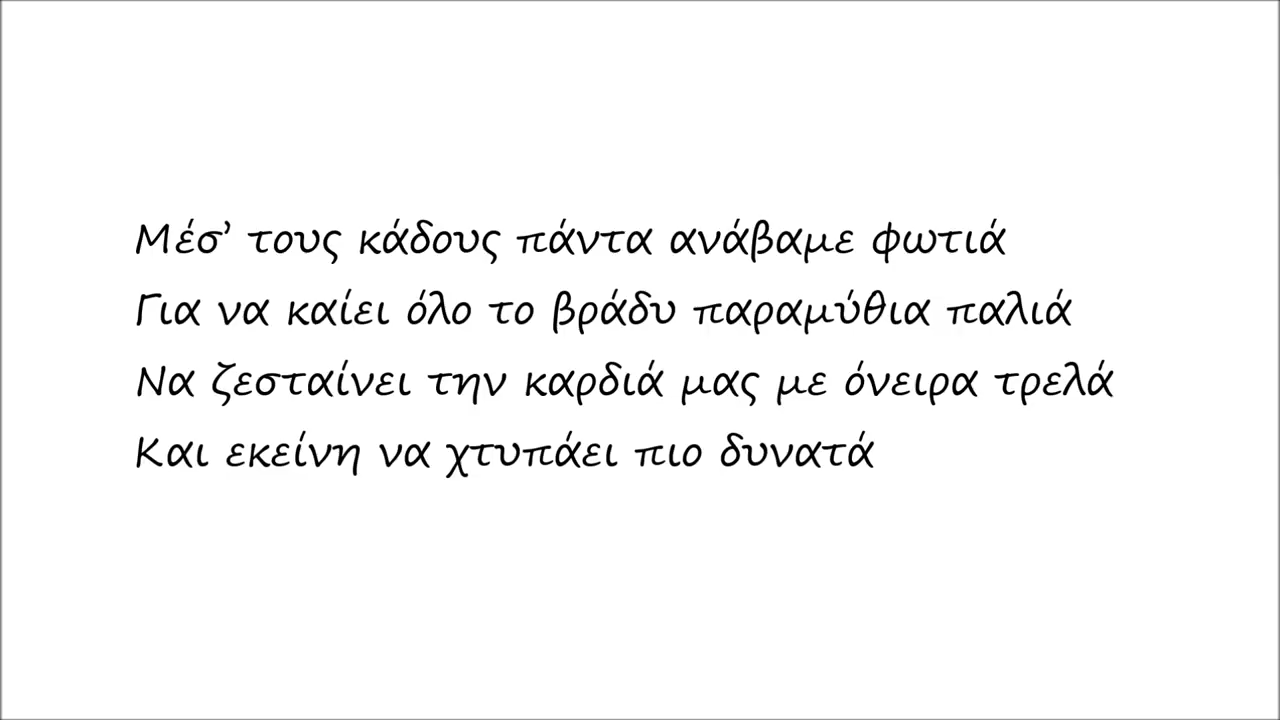 Μέσ’ τους κάδους πάντα ανάβαμε φωτιά
Για να καίει όλο το βράδυ παραμύθια παλιά
Να ζεσταίνει την καρδιά μας με όνειρα τρελά
Και εκείνη να χτυπάει πιο δυνατά